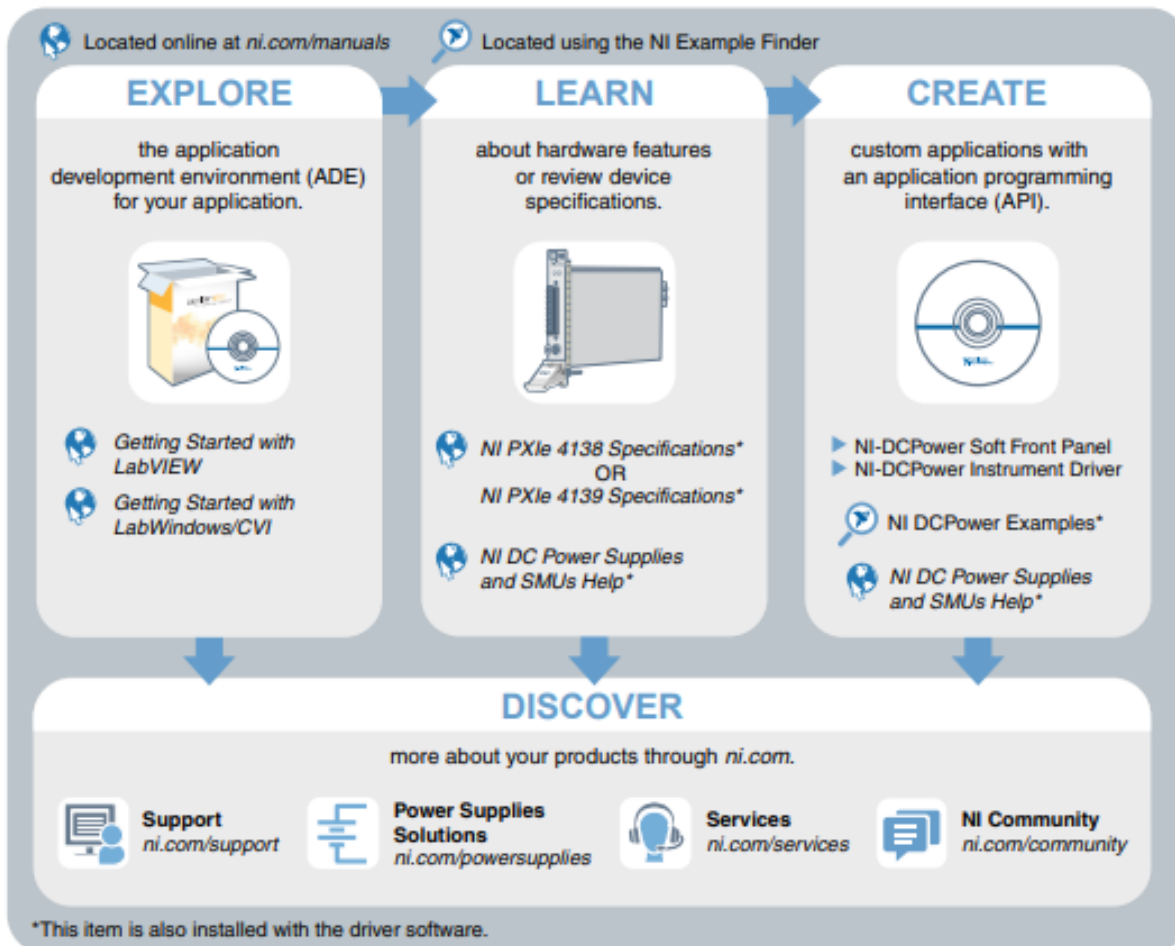 Located online at ni.com/manuals
Located using the NI Example Finder
EXPLORE
the application
development environment (ADE)
for your application.
Getting Started with
LabVIEW
Getting Started with
LabWindows/CVI
LEARN
about hardware features
or review device
specifications.
NI PXIe 4138 Specifications*
OR
NI PXIe 4139 Specifications*
NI DC Power Supplies
and SMUs Help*
CREATE
custom applications with
an application programming
interface (API).
NI-DCPower Soft Front Panel
NI-DCPower Instrument Driver
NI DCPower Examples*
NI DC Power Supplies
and SMUs Help*
DISCOVER
more about your products through ni.com.
Support
ni.com/support
Power Supplies
Solutions
ni.com/powersupplies
Services
ni.com/services
NI Community
ni.com/community
*This item is also installed with the driver software.